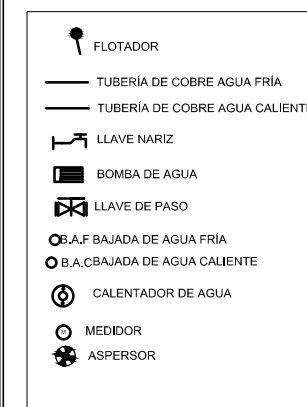 FLOTADOR
TUBERÍA DE COBRE AGUA FRÍA
TUBERÍA DE COBRE AGUA CALIENTE
LLAVE NARIZ
BOMBA DE AGUA
LLAVE DE PASO
B.A.F BAJADA DE AGUA FRÍA
B.A.C BAJADA DE AGUA CALIENTE
CALENTADOR DE AGUA
M MEDIDOR
ASPERSOR